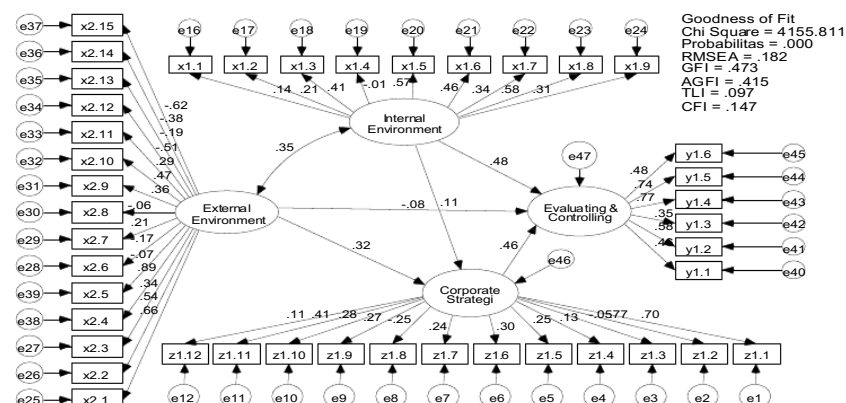 e37
x2.15
e36
x2.14
e35
x2.13
e34
x2.12
e33
x2.11
e32
x2.10
e31
x2.9
e30
x2.8
e29
x2.7
e28
x2.6
e39
x2.5
e38
x2.4
e27
x2.3
e26
x2.2
e25
x2.1
-.62
-.38
-.19
-.51
.29
.47
.36
-.06
.21
-.17
-.07
.89
.34
.54
.66
External
Environment
e16 e17 e18 e19 e20 e21 e22 e23 e24
x1.1 x1.2 x1.3 x1.4 x1.5 x1.6 x1.7 x1.8 x1.9
.14 .21 .41 -.01 .57 .46 .34 .58 .31
Internal
Environment
Goodness of Fit
Chi Square = 4155.811
Probabilitas = .000
RMSEA = .182
GFI = .473
AGFI = .415
TLI = .097
CFI = .147
.35
.48
-.08
.11
.32
.46
e47
Evaluating &
Controlling
.48
.74
.77
.35
.58
y1.6
e45
y1.5
e44
y1.4
e43
y1.3
e42
y1.2
e41
y1.1
e40
e46
Corporate
Strategi
.11 .41 .28 .27 -.25 .24 .30 .25 .13 -.0577 .70
z1.12 z1.11 z1.10 z1.9 z1.8 z1.7 z1.6 z1.5 z1.4 z1.3 z1.2 z1.1
e12 e11 e10 e9 e8 e7 e6 e5 e4 e3 e2 e1